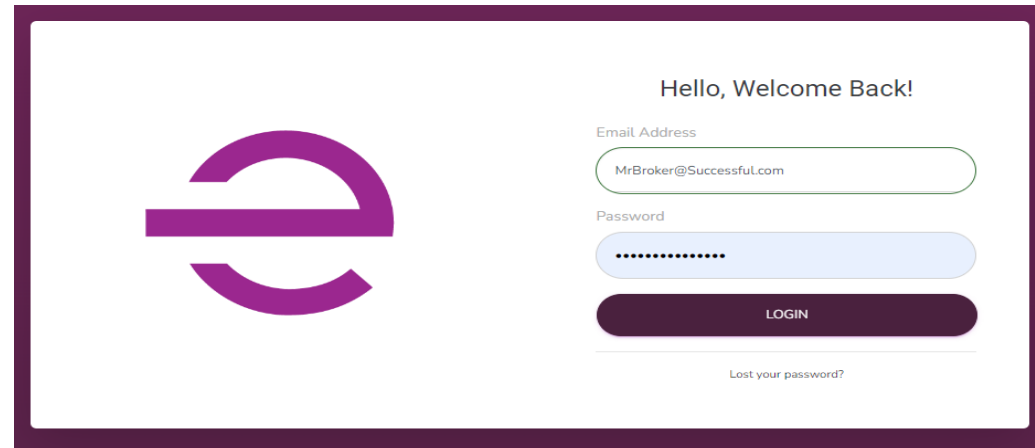 Hello, Welcome Back!
Email Address
MrBroker@Successful.com
Password
•••••••••••••••
LOGIN
Lost your password?